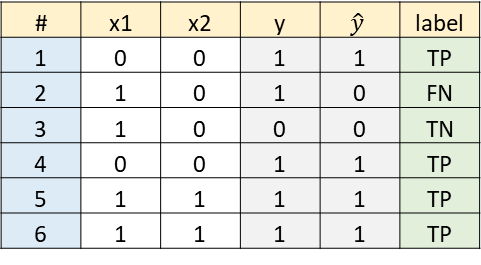 # x1 x2 y ŷ label
1 0 0 1 1 TP
2 1 0 1 0 FN
3 1 0 0 0 TN
4 0 0 1 1 TP
5 1 1 1 1 TP
6 1 1 1 1 TP